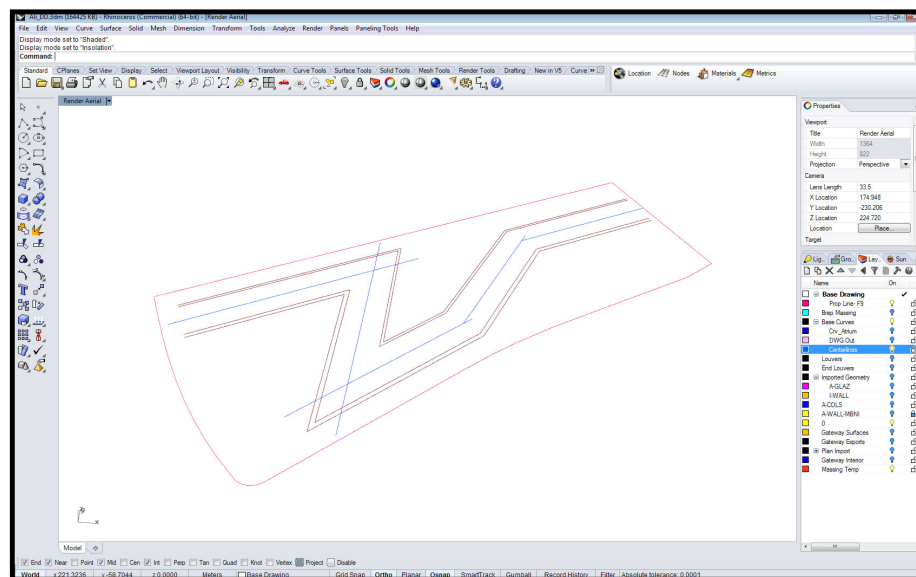 Ali_DD.3dm (164425 KB) - Rhinoceros (Commercial) (64-bit) - [Render Aerial]
File Edit View Curve Surface Solid Mesh Dimension Transform Tools Analyze Render Panels Paneling Tools Help
Display mode set to "Shaded".
Display mode set to "Insolation".
Command:
Standard CPlanes Set View Display Select Viewport Layout Visibility Transform Curve Tools Surface Tools Solid Tools Mesh Tools Render Tools Drafting New in V5 Curve
Location Nodes Materials Metrics
Render Aerial
Properties
Viewport
Title Render Aerial
Width 1364
Height 822
Projection Perspective
Camera
Lens Length 33.5
X Location 174.948
Y Location -230.206
Z Location 224.720
Location Place...
Target
Lig.. Gro.. Lay.. Sun
Name On
Base Drawing
Prop Line- F9
Brep Massing
Base Curves
Crv_Atrium
DWG Out
Centerlines
Louvers
End Louvers
Imported Geometry
A-GLAZ
I-WALL
A-COLS
A-WALL-MBNI
0
Gateway Surfaces
Gateway Exports
Plan Import
Gateway Interior
Massing Temp
x
Model
End Near Point Mid Cen Int Perp Tan Quad Knot Vertex Project Disable
World x 221.3236 y -58.7044 z 0.0000 Meters Base Drawing Grid Snap Ortho Planar Osnap SmartTrack Gumball Record History Filter Absolute tolerance: 0.0001